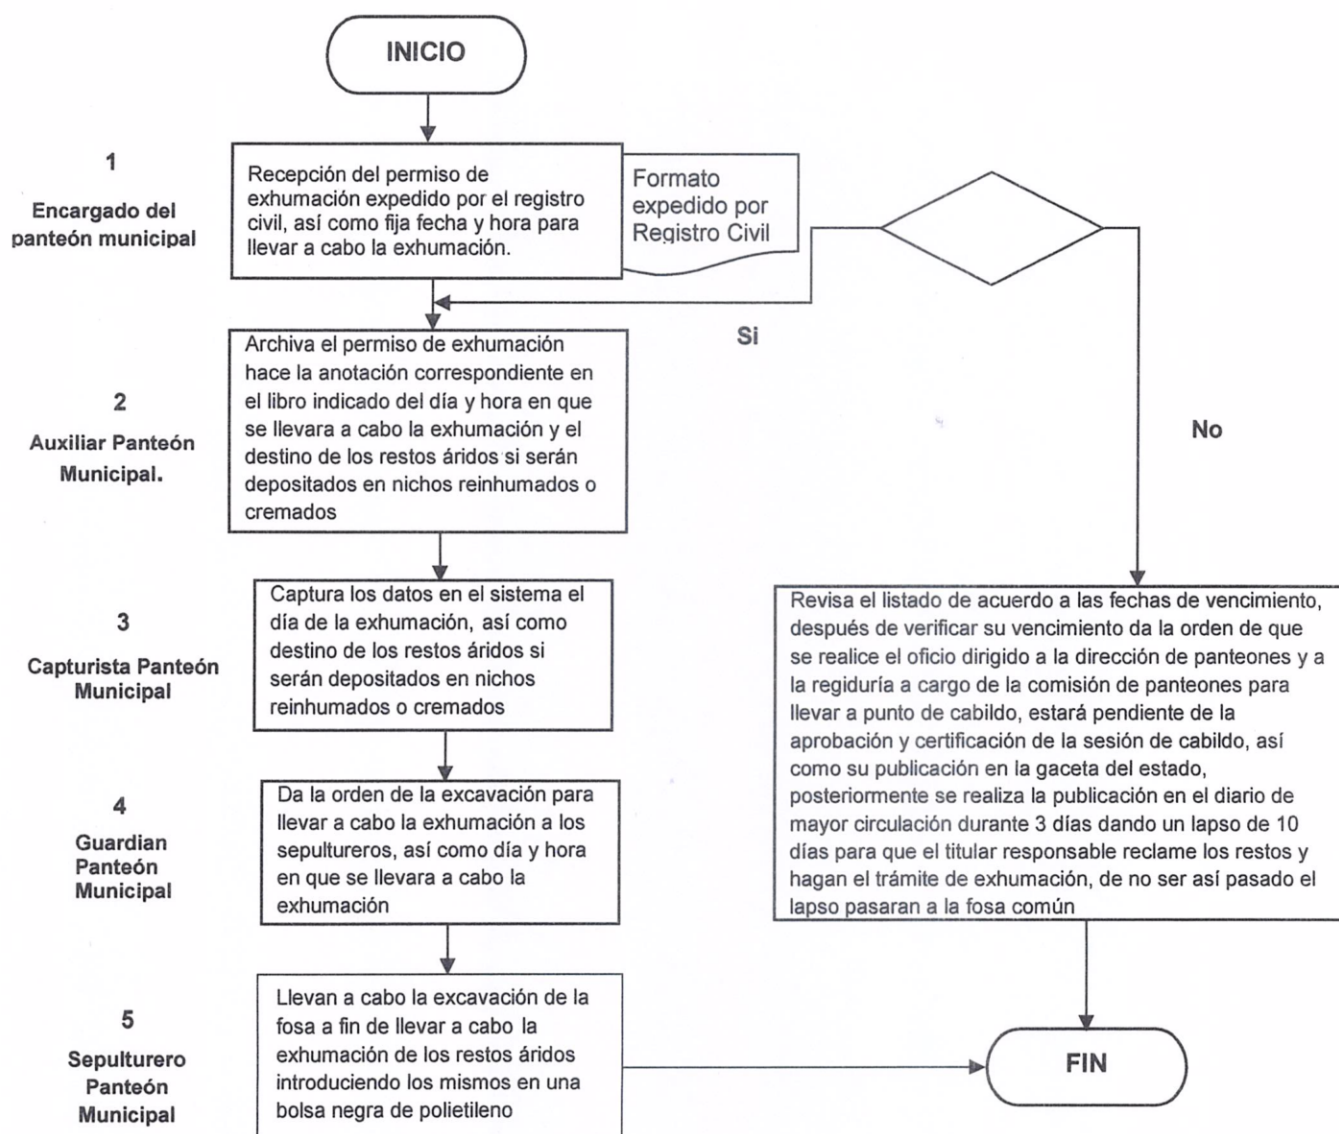 INICIO
1
Encargado del
panteón municipal
Recepción del permiso de
exhumación expedido por el registro
civil, así como fija fecha y hora para
llevar a cabo la exhumación.
Formato
expedido por
Registro Civil
Si
No
2
Auxiliar Panteón
Municipal.
Archiva el permiso de exhumación
hace la anotación correspondiente en
el libro indicado del día y hora en que
se llevara a cabo la exhumación y el
destino de los restos áridos si serán
depositados en nichos reinhumados o
cremados
3
Capturista Panteón
Municipal
Captura los datos en el sistema el
día de la exhumación, así como
destino de los restos áridos si
serán depositados en nichos
reinhumados o cremados
4
Guardian
Panteón
Municipal
Da la orden de la excavación para
llevar a cabo la exhumación a los
sepultureros, así como día y hora
en que se llevara a cabo la
exhumación
5
Sepulturero
Panteón
Municipal
Llevan a cabo la excavación de la
fosa a fin de llevar a cabo la
exhumación de los restos áridos
introduciendo los mismos en una
bolsa negra de polietileno
Revisa el listado de acuerdo a las fechas de vencimiento,
después de verificar su vencimiento da la orden de que
se realice el oficio dirigido a la dirección de panteones y a
la regiduría a cargo de la comisión de panteones para
llevar a punto de cabildo, estará pendiente de la
aprobación y certificación de la sesión de cabildo, así
como su publicación en la gaceta del estado,
posteriormente se realiza la publicación en el diario de
mayor circulación durante 3 días dando un lapso de 10
días para que el titular responsable reclame los restos y
hagan el trámite de exhumación, de no ser así pasado el
lapso pasaran a la fosa común
FIN